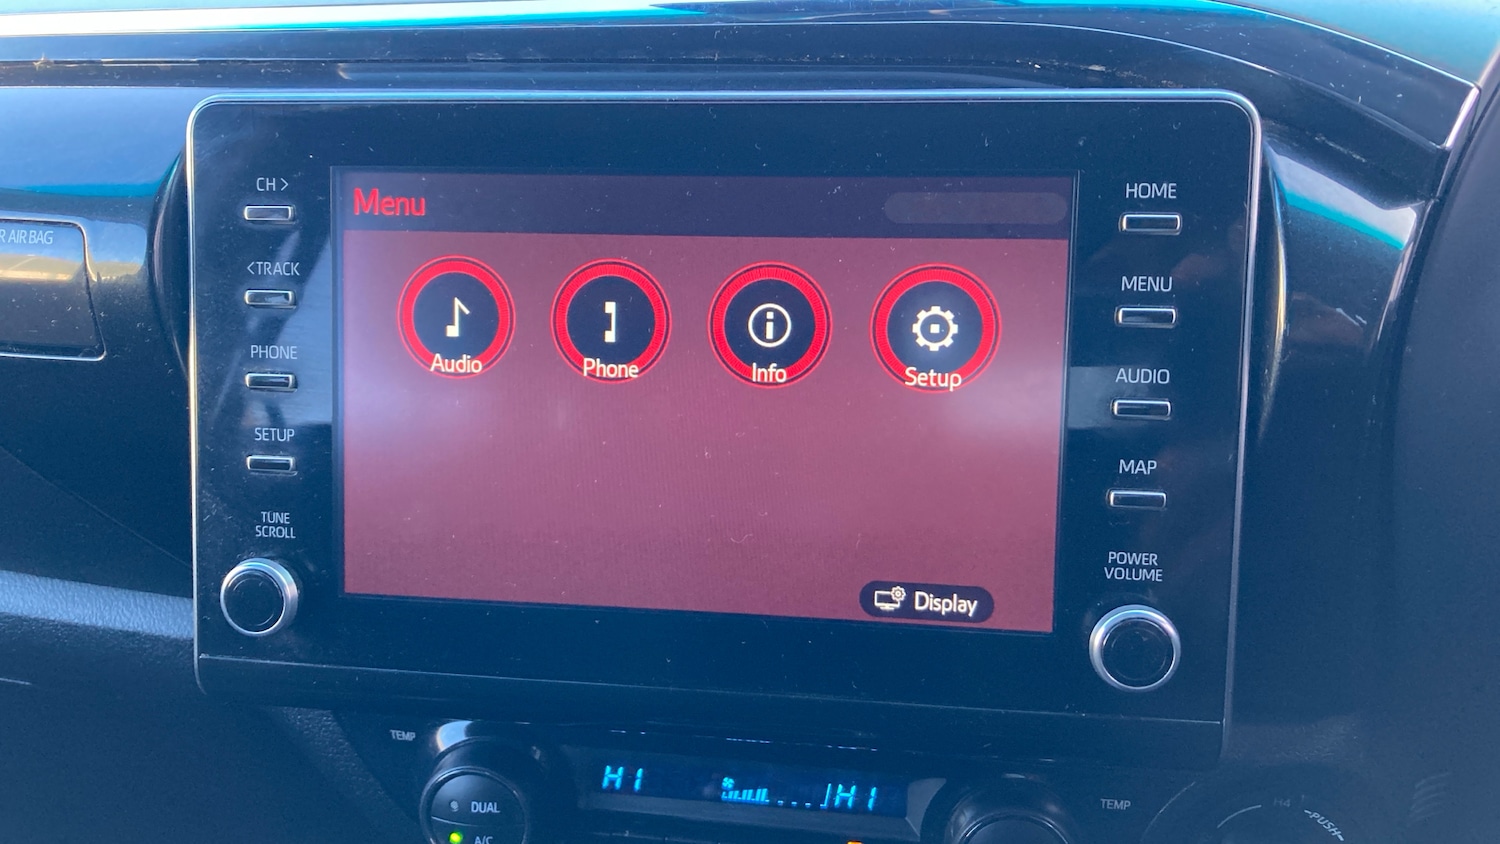 CH >
<TRACK
PHONE
SETUP
TUNE
SCROLL
R AIR BAG
Menu
Audio
Phone
Info
Setup
Display
HOME
MENU
AUDIO
MAP
POWER
VOLUME
TEMP
DUAL
A/C
HI
HI
TEMP
H4
-PUSH-